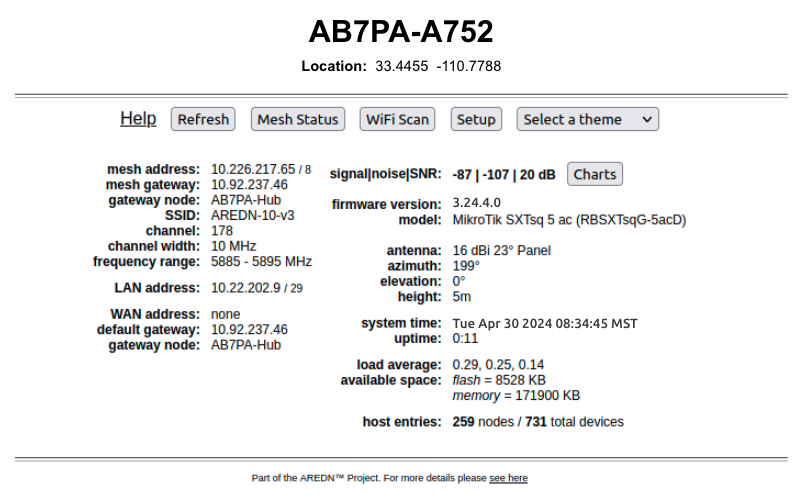 AB7PA-A752
Location: 33.4455 -110.7788
Help Refresh Mesh Status WiFi Scan Setup Select a theme
mesh address: 10.226.217.65 / 8
mesh gateway: 10.92.237.46
gateway node: AB7PA-Hub
SSID: AREDN-10-v3
channel: 178
channel width: 10 MHz
frequency range: 5885 - 5895 MHz
LAN address: 10.22.202.9 / 29
WAN address: none
default gateway: 10.92.237.46
gateway node: AB7PA-Hub
signal|noise|SNR: -87 | -107 | 20 dB Charts
firmware version: 3.24.4.0
model: MikroTik SXTsq 5 ac (RBSXTsqG-5acD)
antenna: 16 dBi 23° Panel
azimuth: 199°
elevation: 0°
height: 5m
system time: Tue Apr 30 2024 08:34:45 MST
uptime: 0:11
load average: 0.29, 0.25, 0.14
available space: flash = 8528 KB
memory = 171900 KB
host entries: 259 nodes / 731 total devices
Part of the AREDN™ Project. For more details please see here